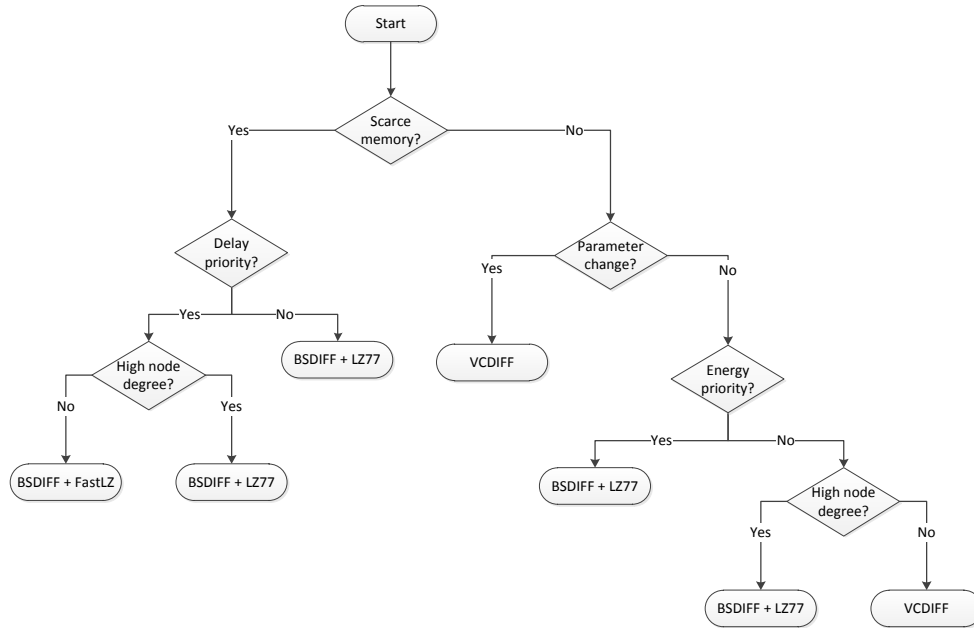 Start
Scarce
memory?
Yes
No
Delay
priority?
Parameter
change?
Yes
No
Yes
No
BSDIFF + LZ77
VCDIFF
High node
degree?
Energy
priority?
No
Yes
Yes
No
BSDIFF + FastLZ
BSDIFF + LZ77
BSDIFF + LZ77
High node
degree?
Yes
No
BSDIFF + LZ77
VCDIFF